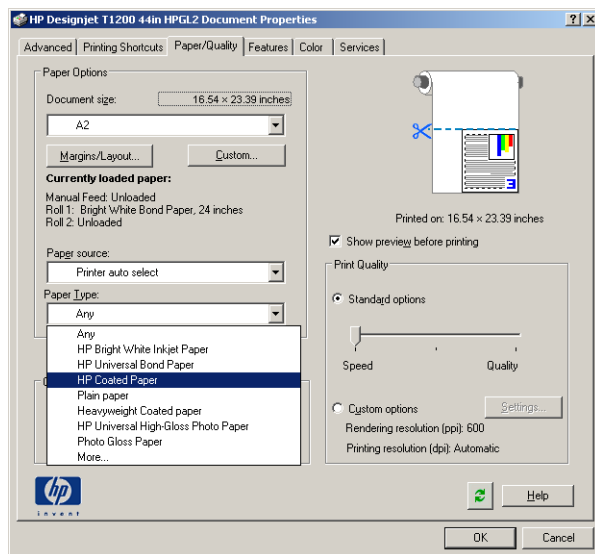 HP Designjet T1200 44in HPGL2 Document Properties
Advanced Printing Shortcuts Paper/Quality Features Color Services
Paper Options
Document size: 16.54 × 23.39 inches
A2
Margins/Layout... Custom...
Currently loaded paper:
Manual Feed: Unloaded
Roll 1: Bright White Bond Paper, 24 inches
Roll 2: Unloaded
Paper source:
Printer auto select
Paper Type:
Any
Any
HP Bright White Inkjet Paper
HP Universal Bond Paper
HP Coated Paper
Plain paper
Heavyweight Coated paper
HP Universal High-Gloss Photo Paper
Photo Gloss Paper
More...
3
Printed on: 16.54 × 23.39 inches
Show preview before printing
Print Quality
Standard options
Speed Quality
Custom options Settings...
Rendering resolution (ppi): 600
Printing resolution (dpi): Automatic
hp
invent
Help
OK Cancel